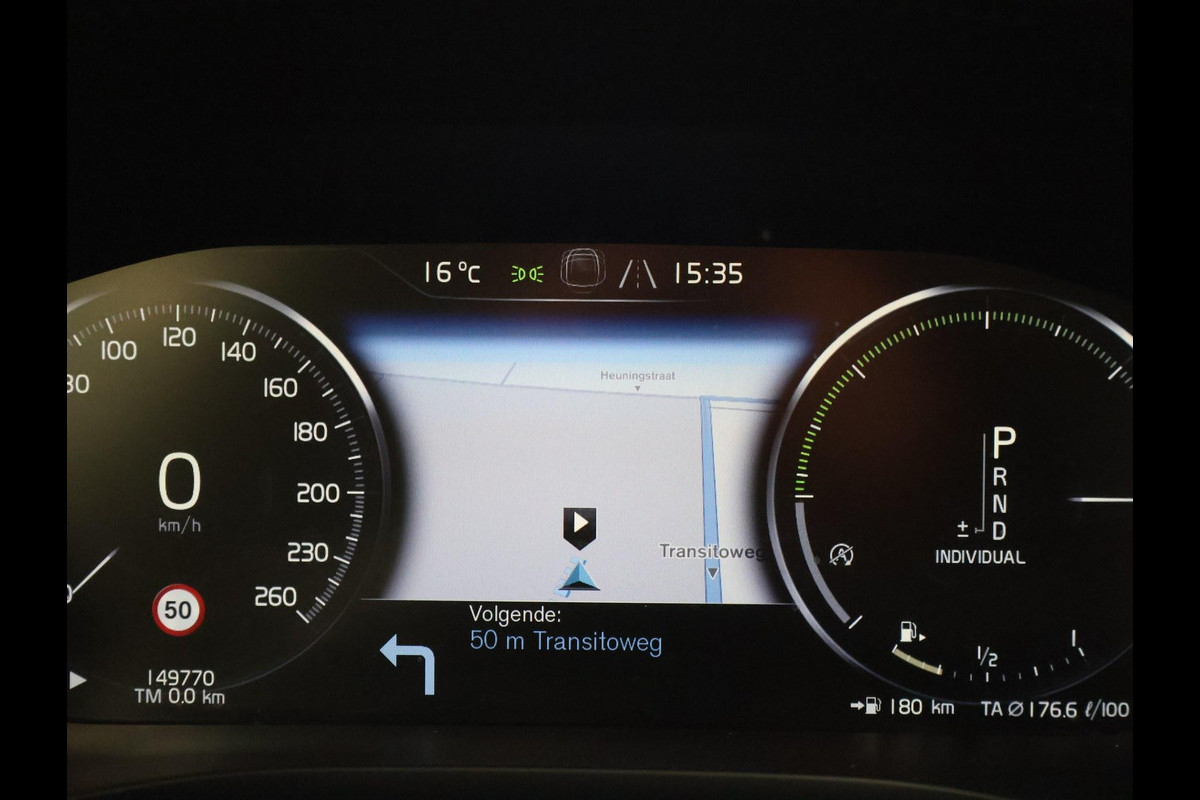 16°C 15:35
80 100 120 140 160 180 200 230 260
0
km/h
50
149770
TM 0.0 km
Heuningstraat
Transitoweg
Volgende:
50 m Transitoweg
P
R
N
± D
INDIVIDUAL
1/2
180 km
TA Ø 176.6 ℓ/100